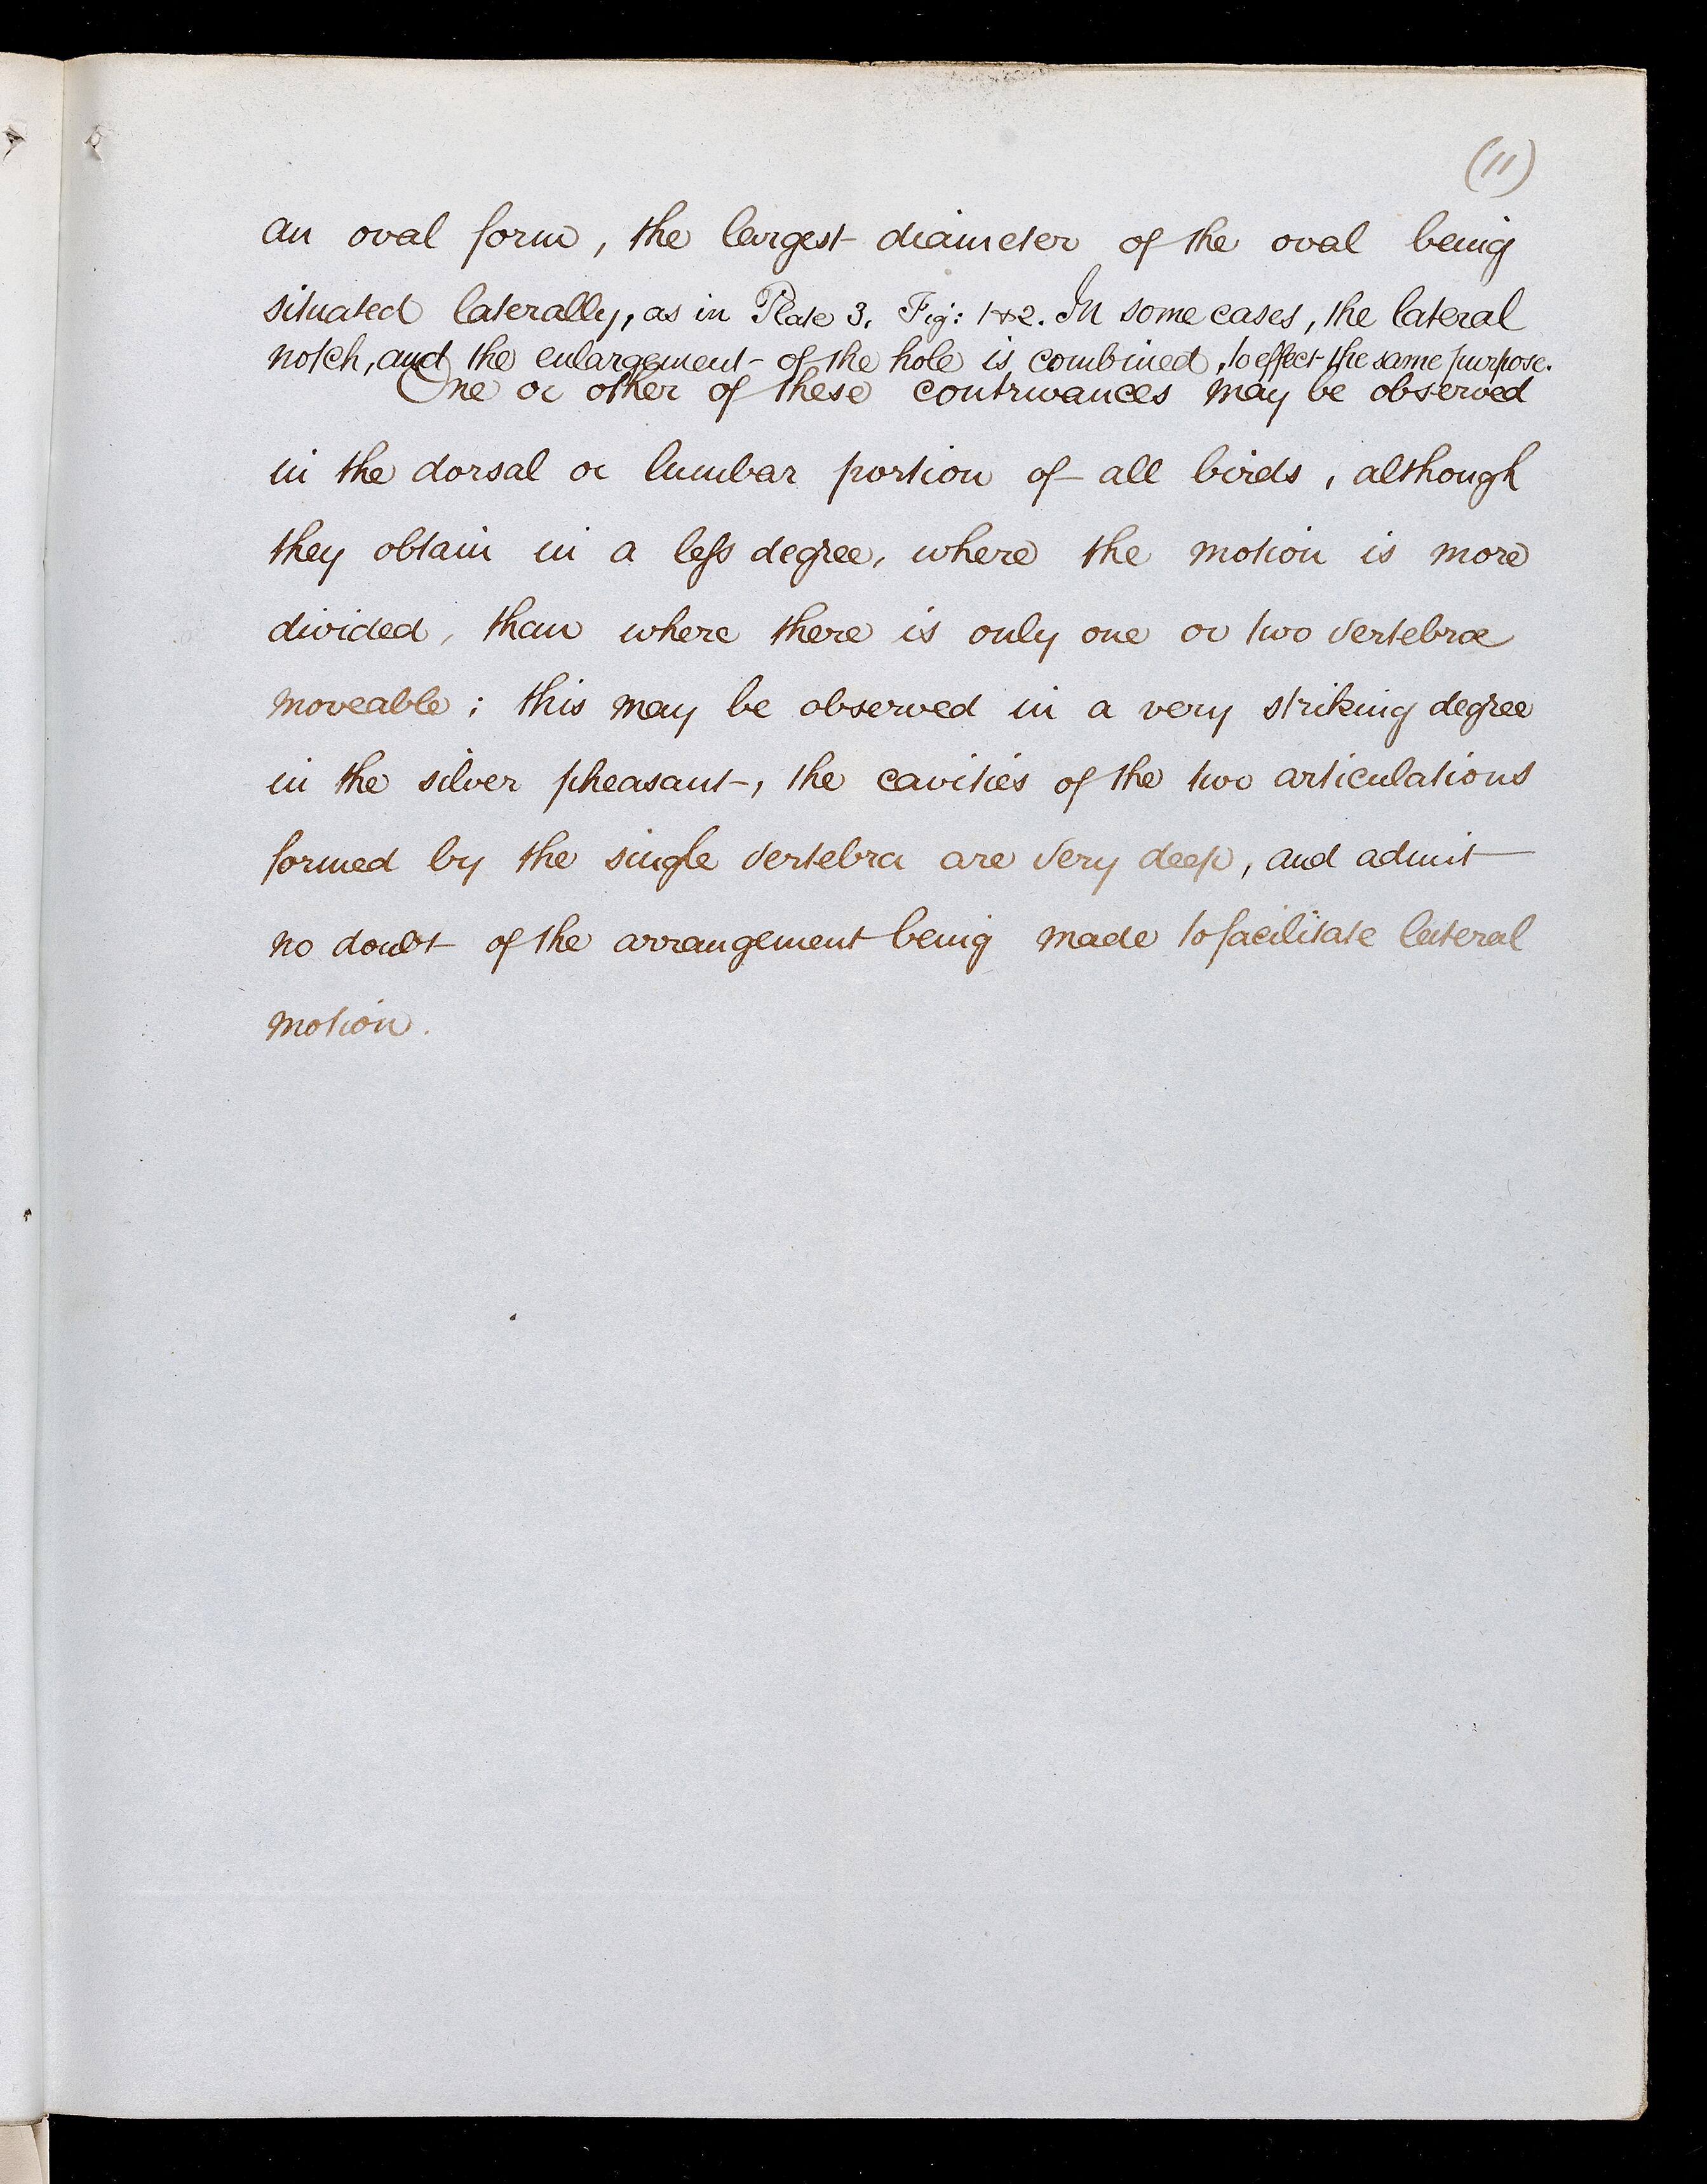 (11)
an oval form, the largest diameter of the oval being
situated laterally, as in Plate 3, Fig: 1 & 2. In some cases, the lateral
notch, and the enlargement of the hole is combined, to effect the same purpose.
One or other of these contrivances may be observed
in the dorsal or lumbar portion of all birds, although
they obtain in a less degree, where the motion is more
divided, than where there is only one or two vertebræ
moveable; this may be observed in a very striking degree
in the silver pheasant, the cavities of the two articulations
formed by the single vertebra are very deep, and admit
no doubt of the arrangement being made to facilitate lateral
motion.